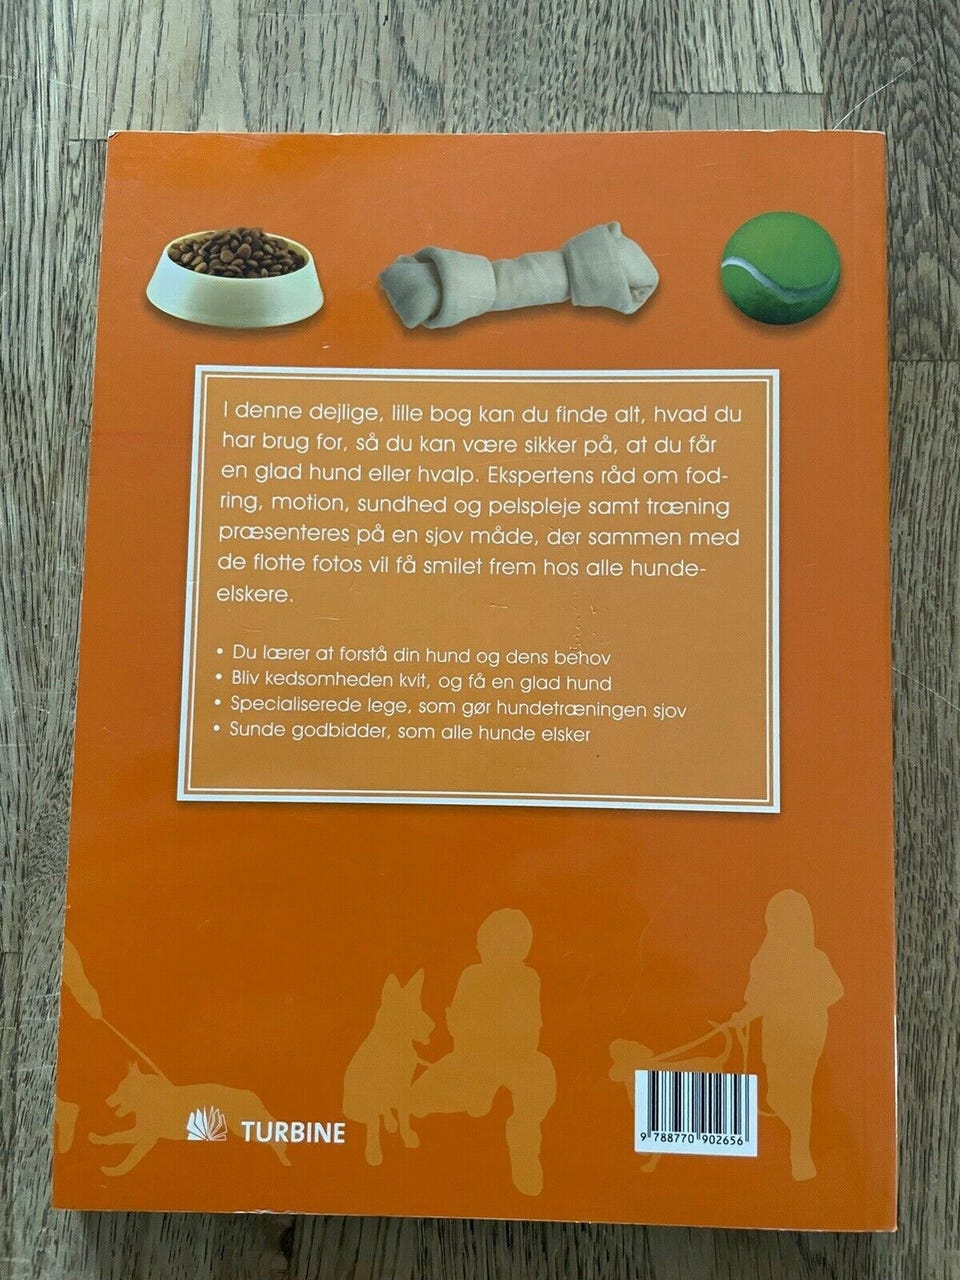 I denne dejlige, lille bog kan du finde alt, hvad du
har brug for, så du kan være sikker på, at du får
en glad hund eller hvalp. Ekspertens råd om fod-
ring, motion, sundhed og pelspleje samt træning
præsenteres på en sjov måde, der sammen med
de flotte fotos vil få smilet frem hos alle hunde-
elskere.
• Du lærer at forstå din hund og dens behov
• Bliv kedsomheden kvit, og få en glad hund
• Specialiserede lege, som gør hundetræningen sjov
• Sunde godbidder, som alle hunde elsker
TURBINE
9 788770 902656